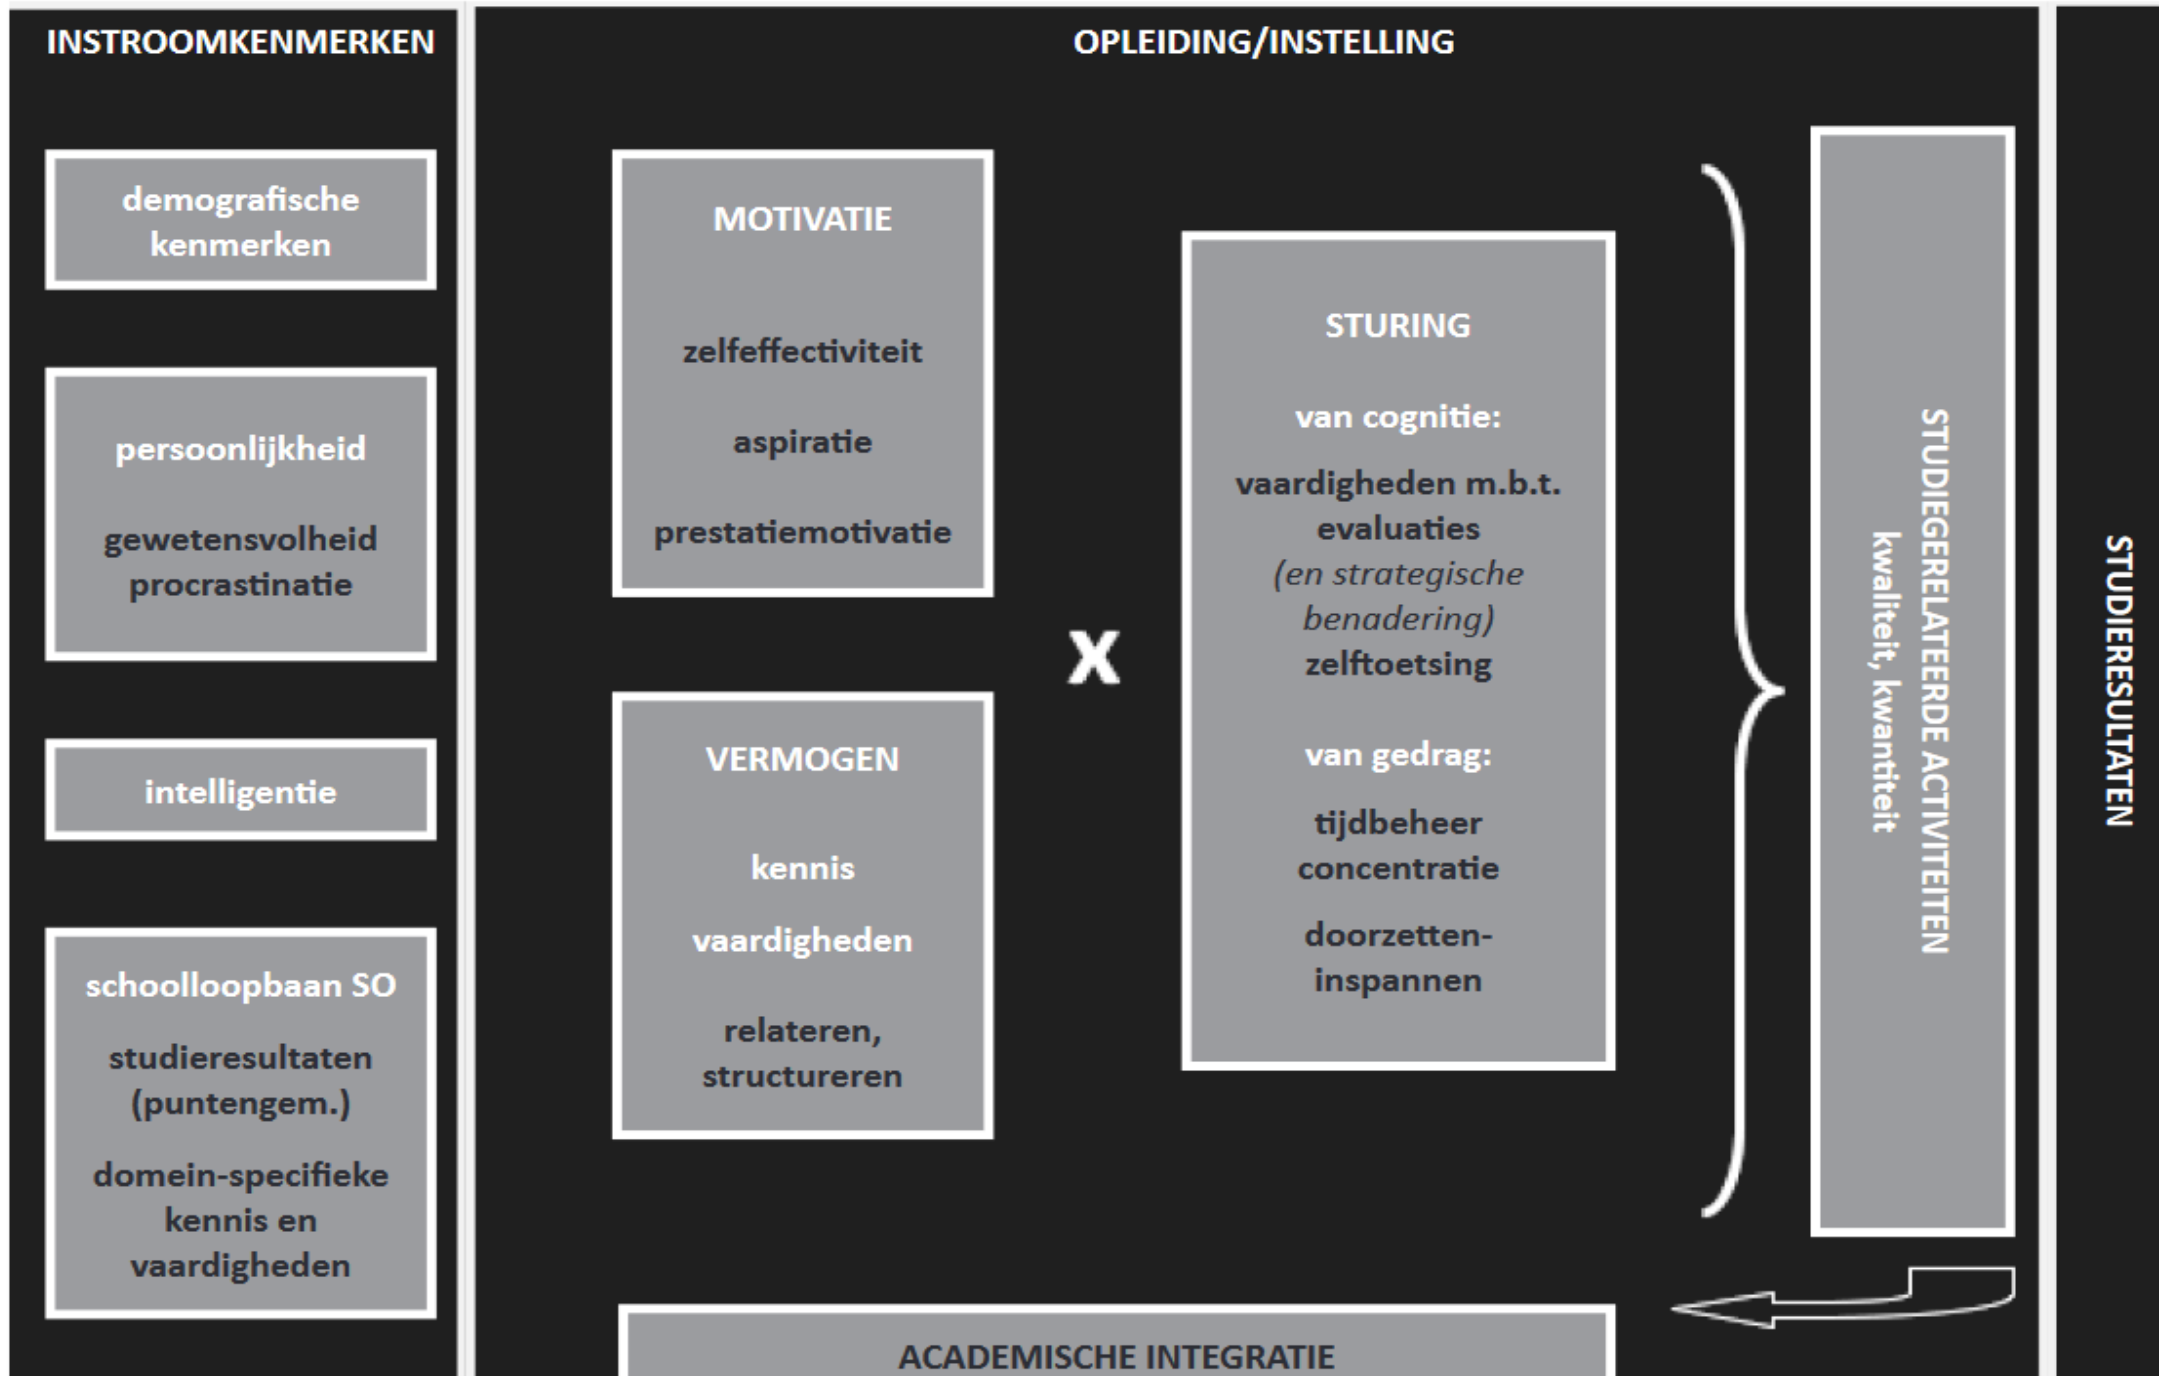 INSTROOMKENMERKEN
demografische
kenmerken
persoonlijkheid
gewetensvolheid
procrastinatie
intelligentie
schoolloopbaan SO
studieresultaten
(puntengem.)
domein-specifieke
kennis en
vaardigheden
OPLEIDING/INSTELLING
MOTIVATIE
zelfeffectiviteit
aspiratie
prestatiemotivatie
VERMOGEN
kennis
vaardigheden
relateren,
structureren
x
STURING
van cognitie:
vaardigheden m.b.t.
evaluaties
(en strategische
benadering)
zelftoetsing
van gedrag:
tijdbeheer
concentratie
doorzetten-
inspannen
STUDIEGERELATEERDE ACTIVITEITEN
kwaliteit, kwantiteit
ACADEMISCHE INTEGRATIE
STUDIERESULTATEN